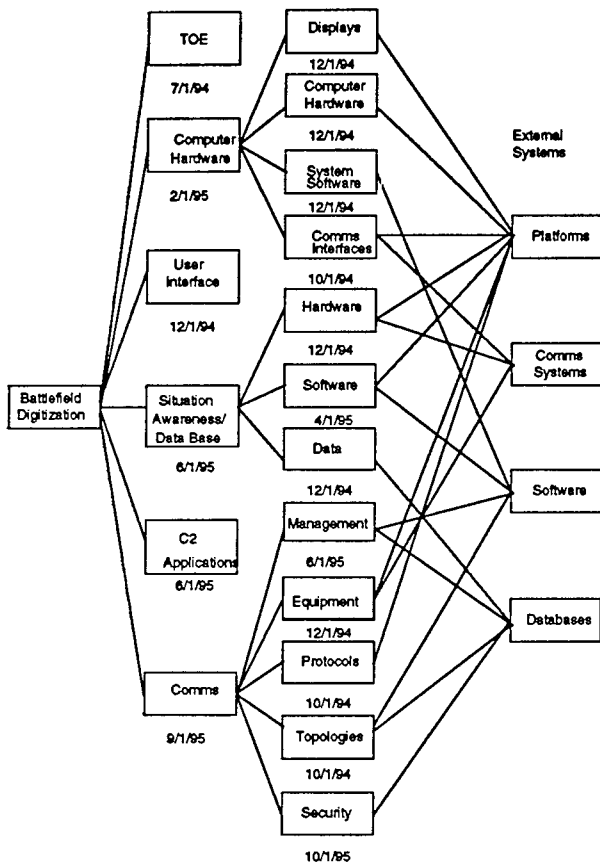 Battlefield
Digitization
TOE
7/1/94
Computer
Hardware
2/1/95
User
Interface
12/1/94
Situation
Awareness/
Data Base
6/1/95
C2
Applications
6/1/95
Comms
9/1/95
Displays
12/1/94
Computer
Hardware
12/1/94
System
Software
12/1/94
Comms
Interfaces
10/1/94
Hardware
12/1/94
Software
4/1/95
Data
12/1/94
Management
6/1/95
Equipment
12/1/94
Protocols
10/1/94
Topologies
10/1/94
Security
10/1/95
External
Systems
Platforms
Comms
Systems
Software
Databases